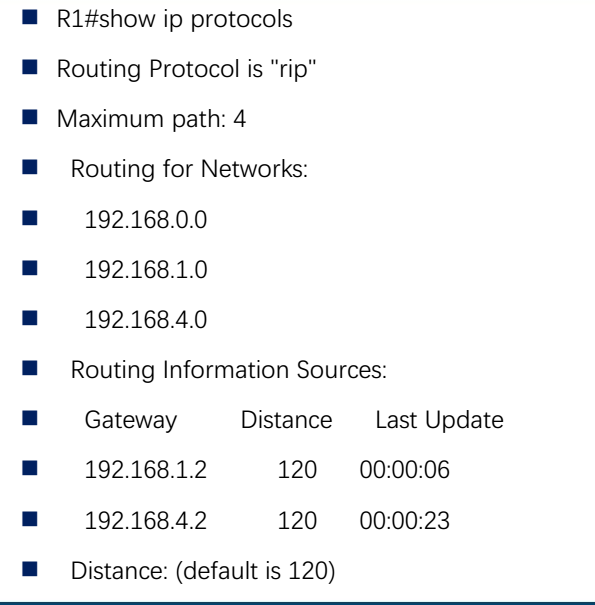 R1#show ip protocols
Routing Protocol is "rip"
Maximum path: 4
Routing for Networks:
192.168.0.0
192.168.1.0
192.168.4.0
Routing Information Sources:
Gateway Distance Last Update
192.168.1.2 120 00:00:06
192.168.4.2 120 00:00:23
Distance: (default is 120)